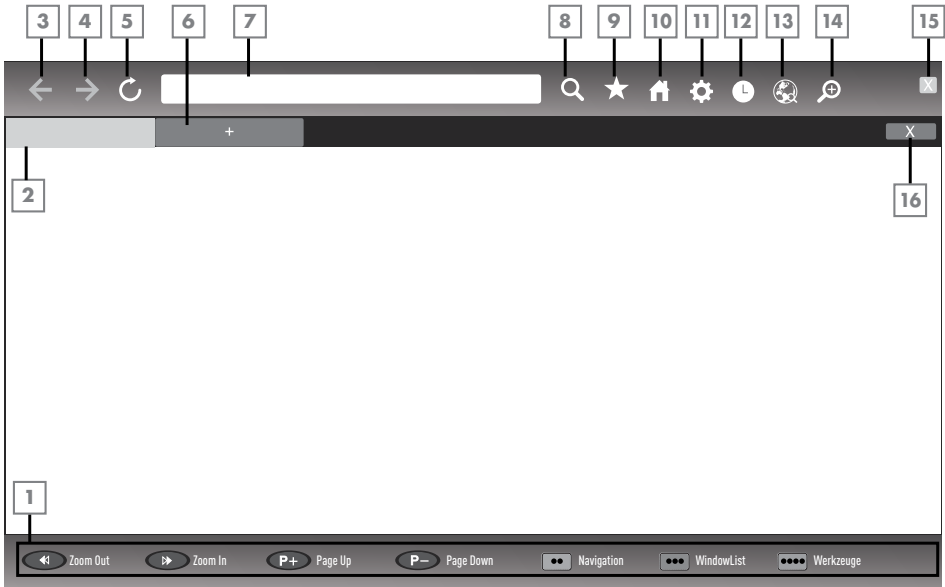 3 4 5 6 7 8 9 10 11 12 13 14 15
X
+ X
2 16
1
Zoom Out Zoom In P+ Page Up P- Page Down Navigation WindowList Werkzeuge